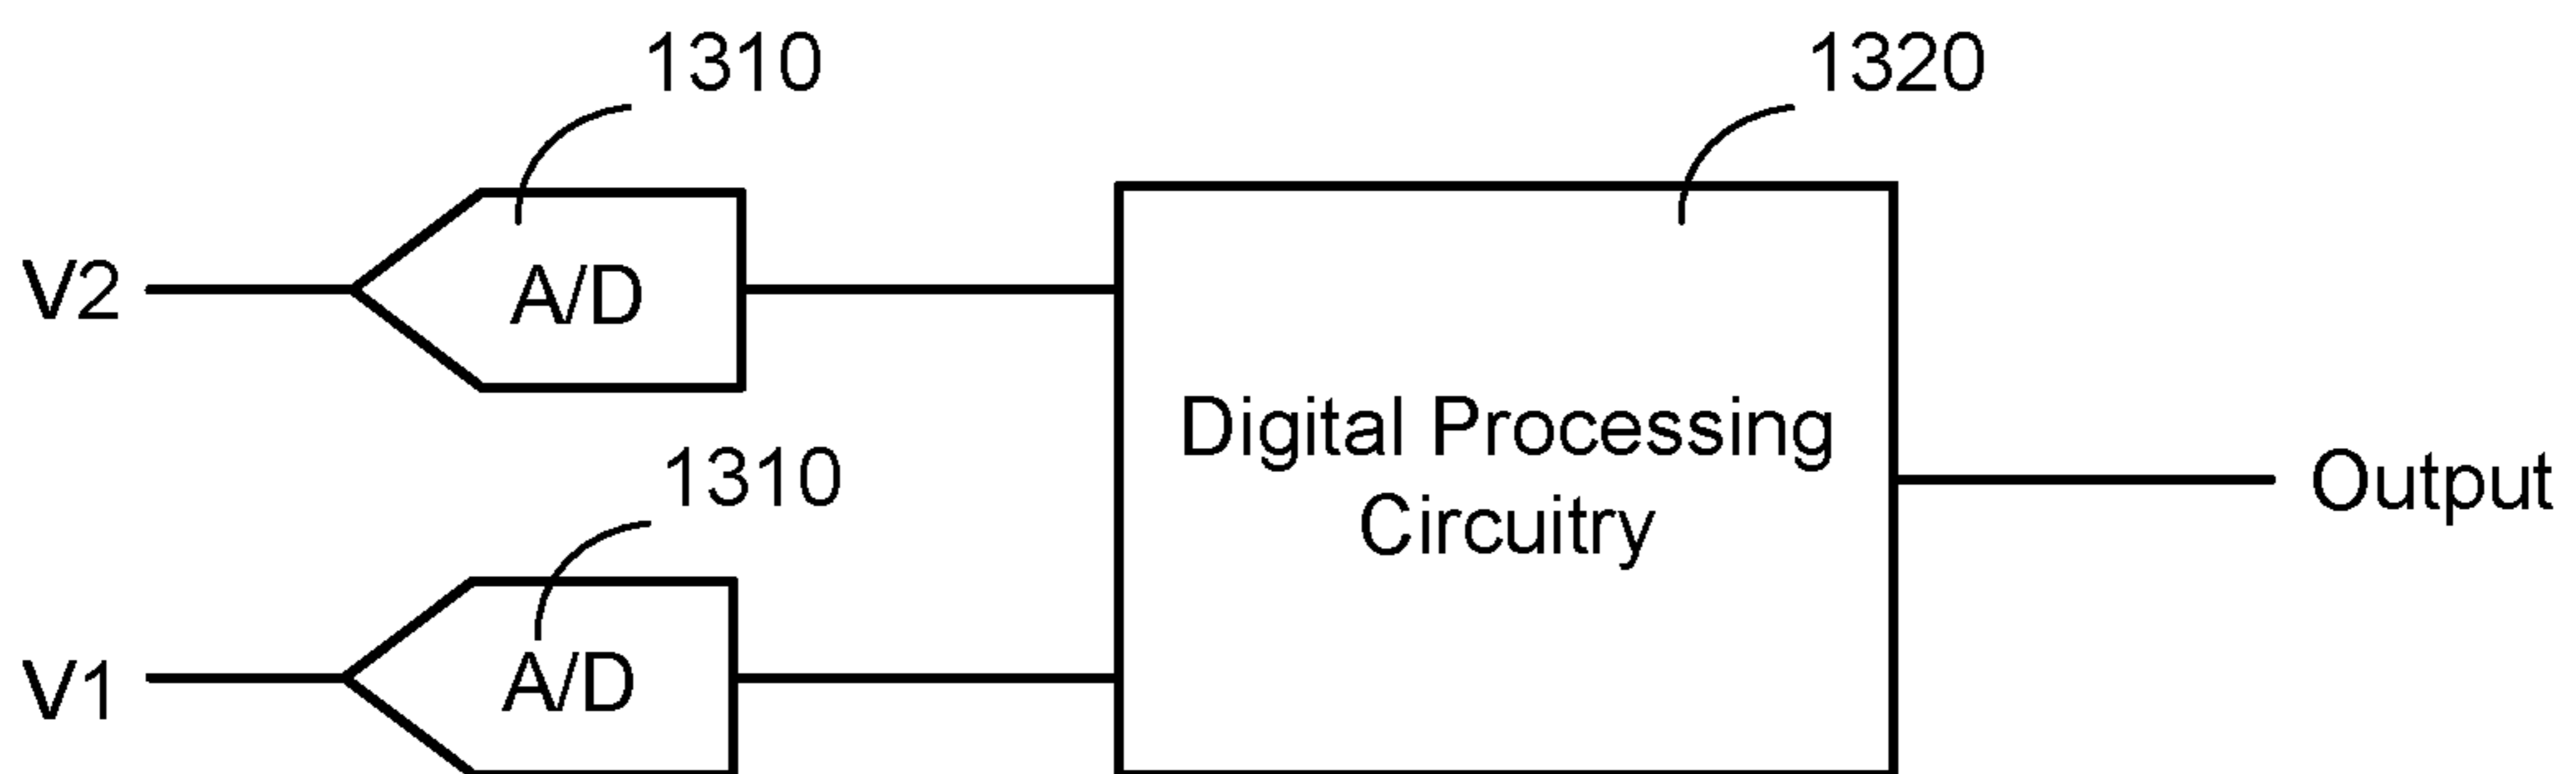 1310
1320
V2
A/D
Digital Processing
Circuitry
1310
Output
V1
A/D